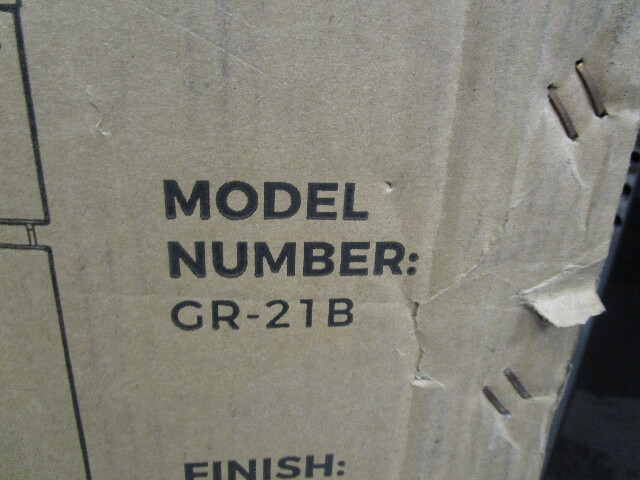 MODEL
NUMBER:
GR-21B
FINISH: